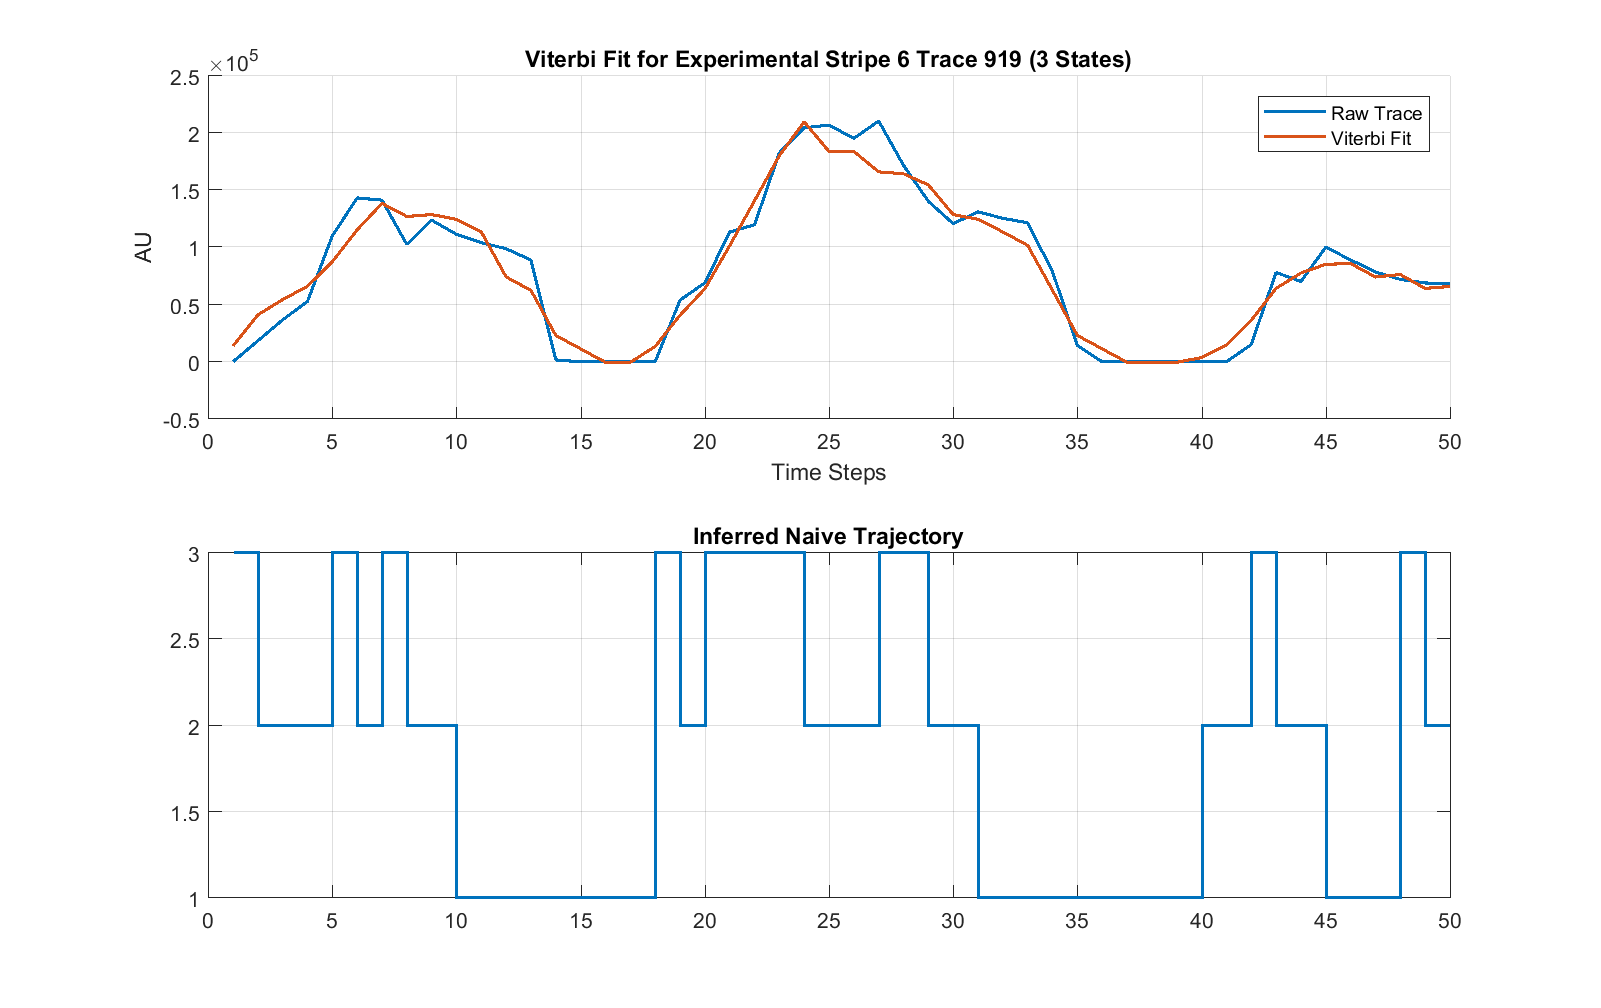 Viterbi Fit for Experimental Stripe 6 Trace 919 (3 States)
×10^5
2.5
2
1.5
1
0.5
0
-0.5
AU
Raw Trace
Viterbi Fit
0 5 10 15 20 25 30 35 40 45 50
Time Steps
Inferred Naive Trajectory
3
2.5
2
1.5
1
0 5 10 15 20 25 30 35 40 45 50